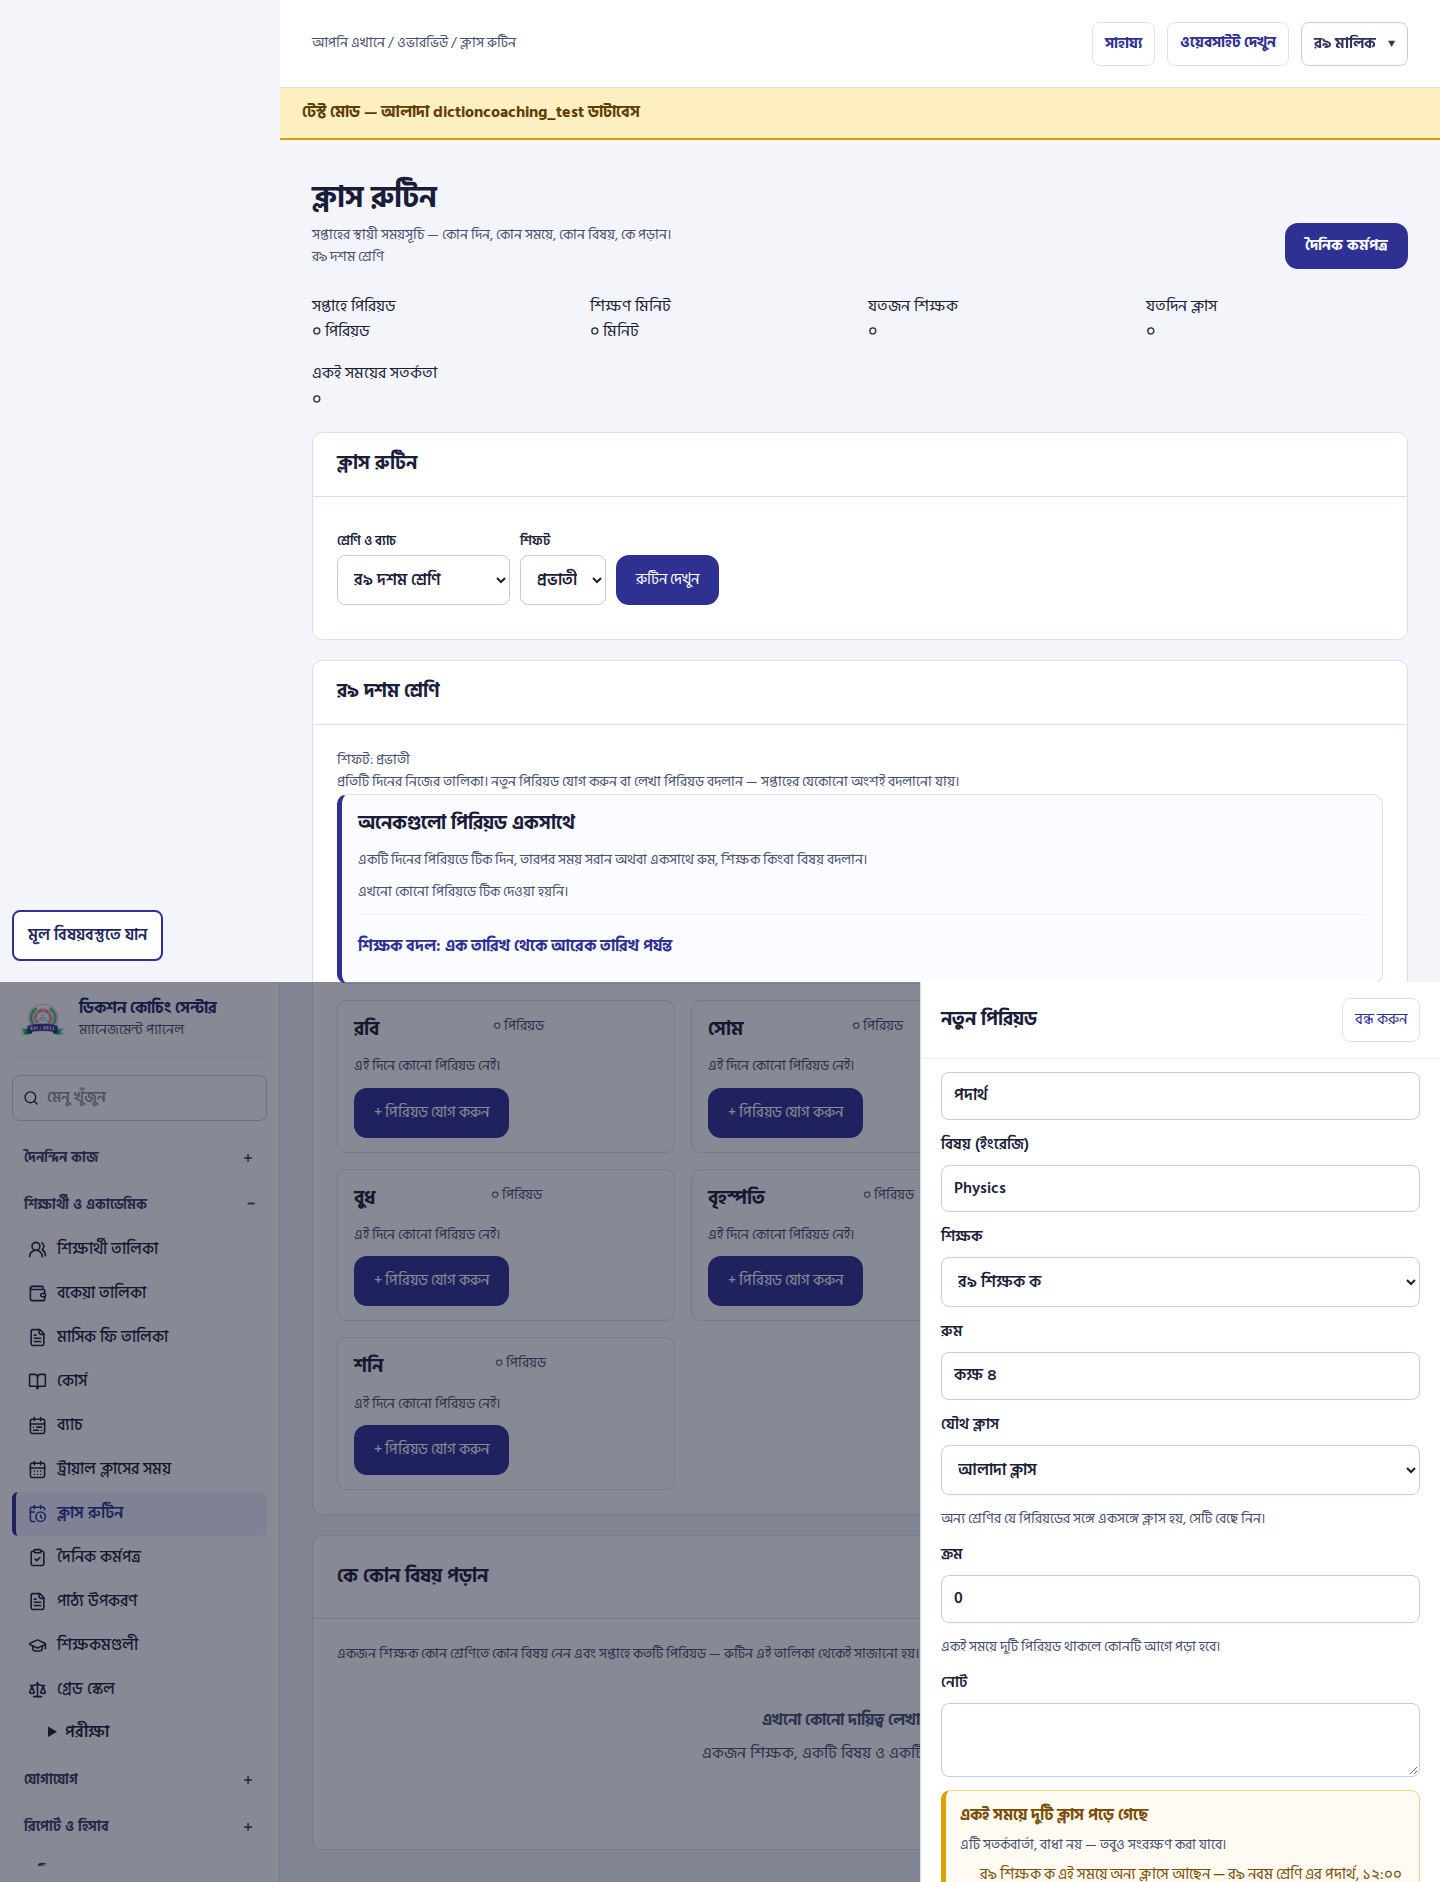 আপনি এখানে / ওভারভিউ / ক্লাস রুটিন
সাহায্য
ওয়েবসাইট দেখুন
র৯ মালিক
টেস্ট মোড — আলাদা dictioncoaching_test ডাটাবেস
ক্লাস রুটিন
সপ্তাহের স্থায়ী সময়সূচি — কোন দিন, কোন সময়ে, কোন বিষয়, কে পড়ান।
র৯ দশম শ্রেণি
দৈনিক কর্মপত্র
সপ্তাহে পিরিয়ড
০ পিরিয়ড
শিক্ষণ মিনিট
০ মিনিট
যতজন শিক্ষক
০
যতদিন ক্লাস
০
একই সময়ের সতর্কতা
০
ক্লাস রুটিন
শ্রেণি ও ব্যাচ
শিফট
র৯ দশম শ্রেণি
প্রভাতী
রুটিন দেখুন
র৯ দশম শ্রেণি
শিফট: প্রভাতী
প্রতিটি দিনের নিজের তালিকা। নতুন পিরিয়ড যোগ করুন বা লেখা পিরিয়ড বদলান — সপ্তাহের যেকোনো অংশই বদলানো যায়।
অনেকগুলো পিরিয়ড একসাথে
একটি দিনের পিরিয়ডে টিক দিন, তারপর সময় সরান অথবা একসাথে রুম, শিক্ষক কিংবা বিষয় বদলান।
এখনো কোনো পিরিয়ডে টিক দেওয়া হয়নি।
শিক্ষক বদল: এক তারিখ থেকে আরেক তারিখ পর্যন্ত
মূল বিষয়বস্তুতে যান
ডিকশন কোচিং সেন্টার
ম্যানেজমেন্ট প্যানেল
মেনু খুঁজুন
দৈনন্দিন কাজ +
শিক্ষার্থী ও একাডেমিক −
শিক্ষার্থী তালিকা
বকেয়া তালিকা
মাসিক ফি তালিকা
কোর্স
ব্যাচ
ট্রায়াল ক্লাসের সময়
ক্লাস রুটিন
দৈনিক কর্মপত্র
পাঠ্য উপকরণ
শিক্ষকমণ্ডলী
গ্রেড স্কেল
পরীক্ষা
যোগাযোগ +
রিপোর্ট ও হিসাব +
রবি
০ পিরিয়ড
এই দিনে কোনো পিরিয়ড নেই।
+ পিরিয়ড যোগ করুন
সোম
০ পিরিয়ড
এই দিনে কোনো পিরিয়ড নেই।
+ পিরিয়ড যোগ করুন
বুধ
০ পিরিয়ড
এই দিনে কোনো পিরিয়ড নেই।
+ পিরিয়ড যোগ করুন
বৃহস্পতি
০ পিরিয়ড
এই দিনে কোনো পিরিয়ড নেই।
+ পিরিয়ড যোগ করুন
শনি
০ পিরিয়ড
এই দিনে কোনো পিরিয়ড নেই।
+ পিরিয়ড যোগ করুন
কে কোন বিষয় পড়ান
একজন শিক্ষক কোন শ্রেণিতে কোন বিষয় নেন এবং সপ্তাহে কতটি পিরিয়ড — রুটিন এই তালিকা থেকেই সাজানো হয়।
এখনো কোনো দায়িত্ব লেখা
একজন শিক্ষক, একটি বিষয় ও একটি
নতুন পিরিয়ড
বন্ধ করুন
পদার্থ
বিষয় (ইংরেজি)
Physics
শিক্ষক
র৯ শিক্ষক ক
রুম
কক্ষ ৪
যৌথ ক্লাস
আলাদা ক্লাস
অন্য শ্রেণির যে পিরিয়ডের সঙ্গে একসঙ্গে ক্লাস হয়, সেটি বেছে নিন।
ক্রম
0
একই সময়ে দুটি পিরিয়ড থাকলে কোনটি আগে পড়া হবে।
নোট
একই সময়ে দুটি ক্লাস পড়ে গেছে
এটি সতর্কবার্তা, বাধা নয় — তবুও সংরক্ষণ করা যাবে।
র৯ শিক্ষক ক এই সময়ে অন্য ক্লাসে আছেন — র৯ নবম শ্রেণি এর পদার্থ, ১২:০০